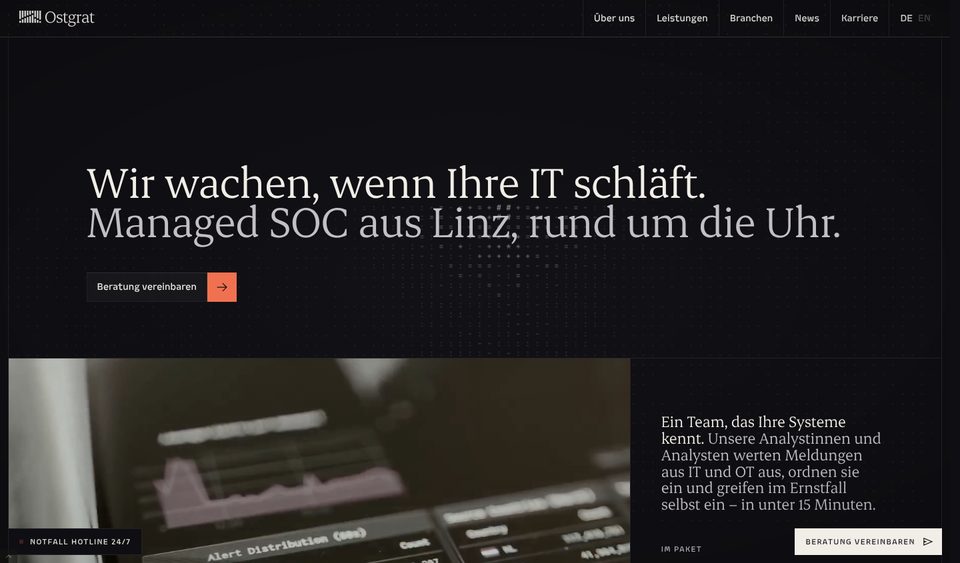 Ostgrat
Über uns
Leistungen
Branchen
News
Karriere
DE EN
Wir wachen, wenn Ihre IT schläft.
Managed SOC aus Linz, rund um die Uhr.
Beratung vereinbaren
Ein Team, das Ihre Systeme
kennt. Unsere Analystinnen und
Analysten werten Meldungen
aus IT und OT aus, ordnen sie
ein und greifen im Ernstfall
selbst ein – in unter 15 Minuten.
NOTFALL HOTLINE 24/7
Alert Distribution
Count
Country
Count
NL
IM PAKET
BERATUNG VEREINBAREN